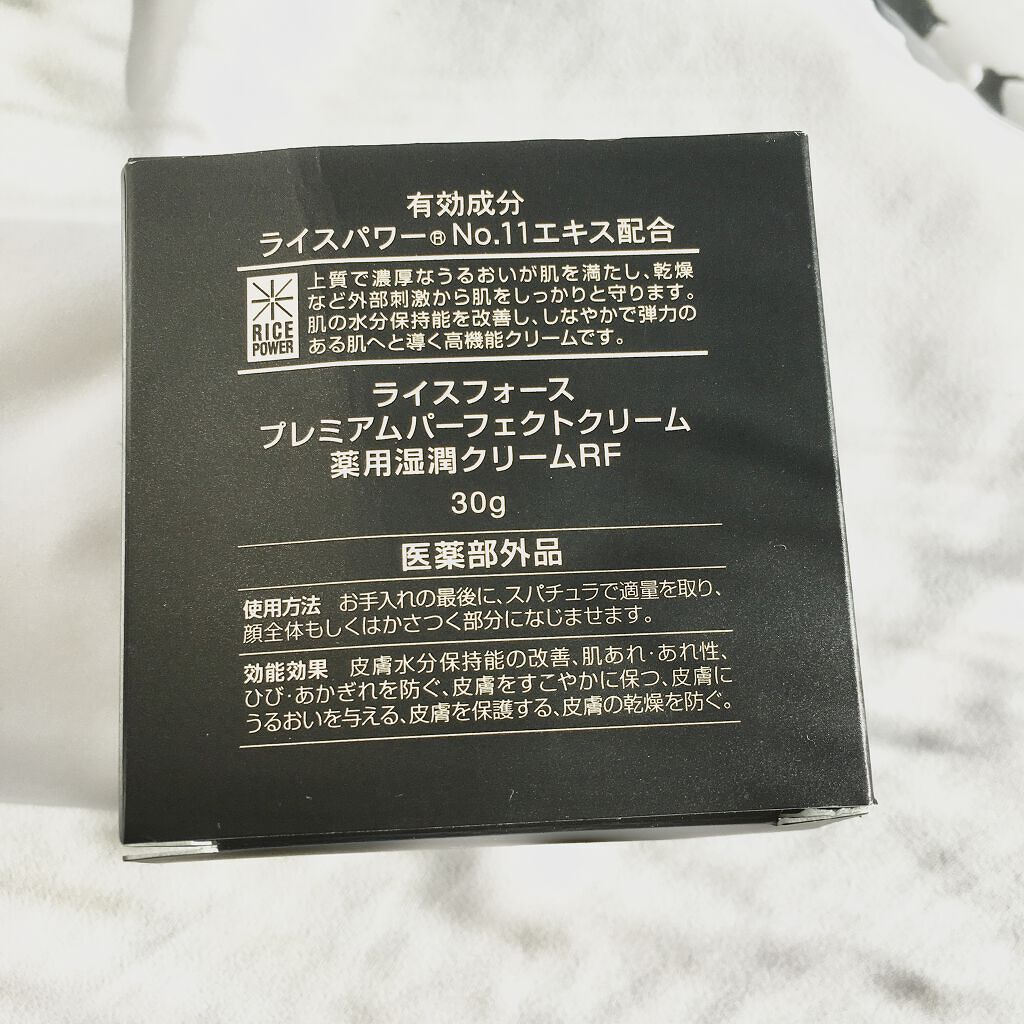 有効成分
ライスパワー®No.11エキス配合
RICE
POWER
上質で濃厚なうるおいが肌を満たし、乾燥
など外部刺激から肌をしっかりと守ります。
肌の水分保持能を改善し、しなやかで弾力の
ある肌へと導く高機能クリームです。
ライスフォース
プレミアムパーフェクトクリーム
薬用湿潤クリームRF
30g
医薬部外品
使用方法 お手入れの最後に、スパチュラで適量を取り、
顔全体もしくはかさつく部分になじませます。
効能効果 皮膚水分保持能の改善、肌あれ・あれ性、
ひび・あかぎれを防ぐ、皮膚をすこやかに保つ、皮膚に
うるおいを与える、皮膚を保護する、皮膚の乾燥を防ぐ。